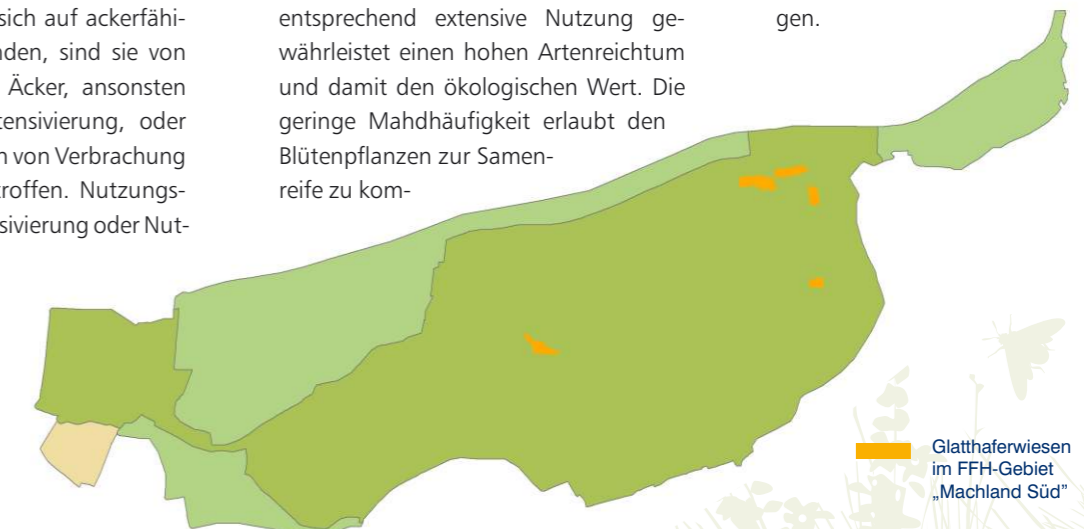 sich auf ackerfähi-
nden, sind sie von
Äcker, ansonsten
tensivierung, oder
von Verbrachung
troffen. Nutzungs-
sivierung oder Nut-
entsprechend extensive Nutzung ge-
währleistet einen hohen Artenreichtum
und damit den ökologischen Wert. Die
geringe Mahdhäufigkeit erlaubt den
Blütenpflanzen zur Samen-
reife zu kom-
gen.
Glatthaferwiesen
im FFH-Gebiet
„Machland Süd”